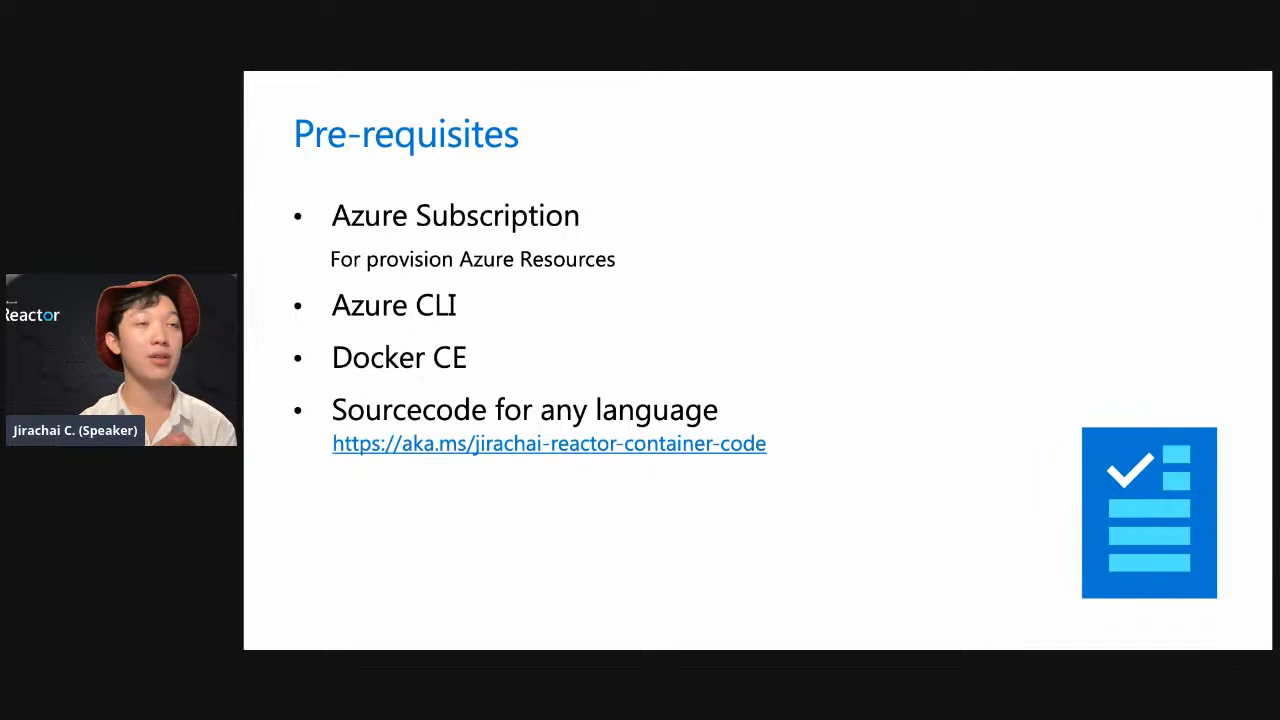 Pre-requisites
• Azure Subscription
For provision Azure Resources
• Azure CLI
• Docker CE
• Sourcecode for any language
https://aka.ms/jirachai-reactor-container-code
Reactor
Jirachai C. (Speaker)